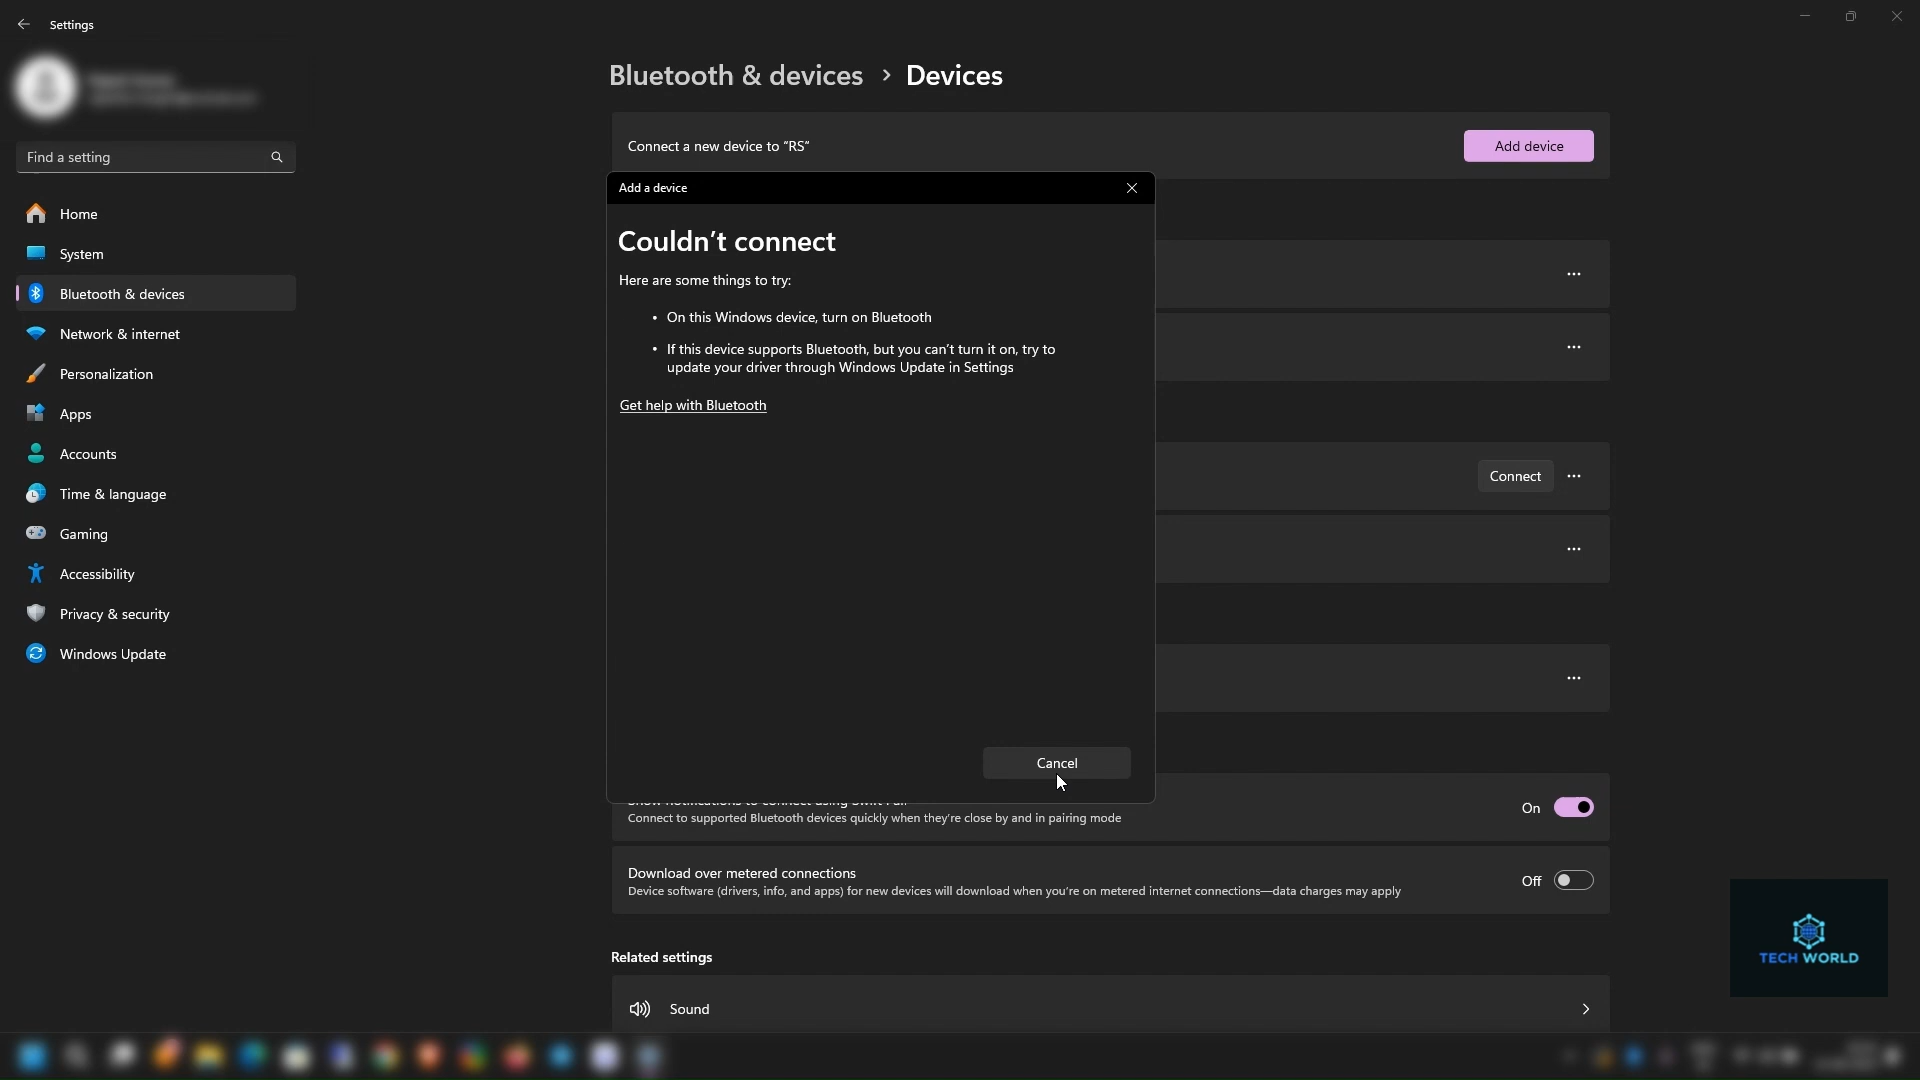 Settings
Find a setting
Home
System
Bluetooth & devices
Network & internet
Personalization
Apps
Accounts
Time & language
Gaming
Accessibility
Privacy & security
Windows Update
Bluetooth & devices > Devices
Connect a new device to "RS"
Add device
Add a device
Couldn't connect
Here are some things to try:
• On this Windows device, turn on Bluetooth
• If this device supports Bluetooth, but you can't turn it on, try to
update your driver through Windows Update in Settings
Get help with Bluetooth
Cancel
Connect
Connect to supported Bluetooth devices quickly when they're close by and in pairing mode
On
Download over metered connections
Device software (drivers, info, and apps) for new devices will download when you're on metered internet connections—data charges may apply
Off
Related settings
Sound
TECH WORLD